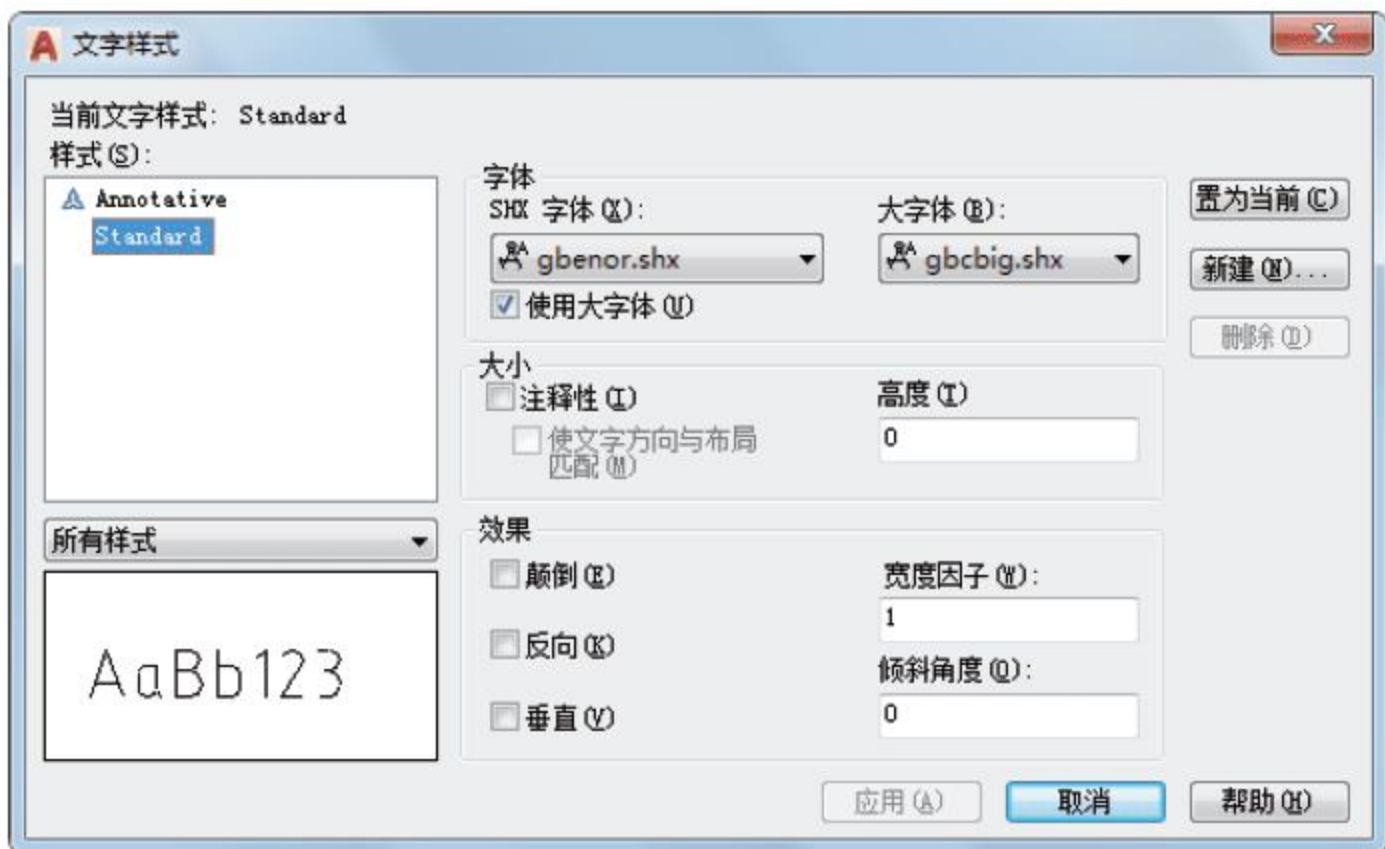 文字样式
当前文字样式: Standard
样式(S):
Annotative
Standard
所有样式
AaBb123
字体
SHX 字体(X):
大字体(B):
gbenor.shx
gbcbig.shx
使用大字体(U)
大小
注释性(I)
使文字方向与布局
匹配(M)
高度(T)
0
效果
颠倒(E)
反向(K)
垂直(V)
宽度因子(W):
1
倾斜角度(O):
0
置为当前(C)
新建(N)...
删除(D)
应用(A)
取消
帮助(H)